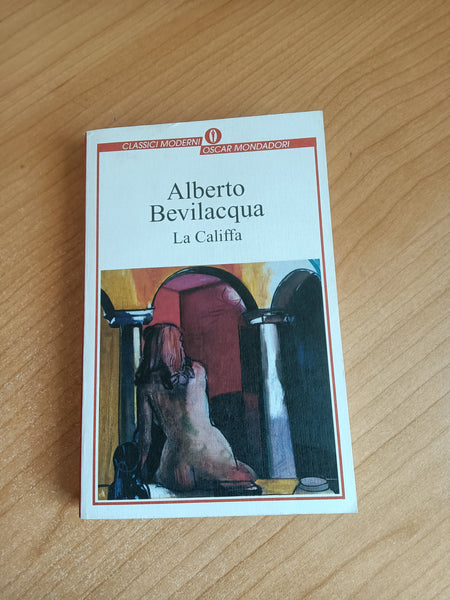 CLASSICI MODERNI
OSCAR MONDADORI
Alberto
Bevilacqua
La Califfa